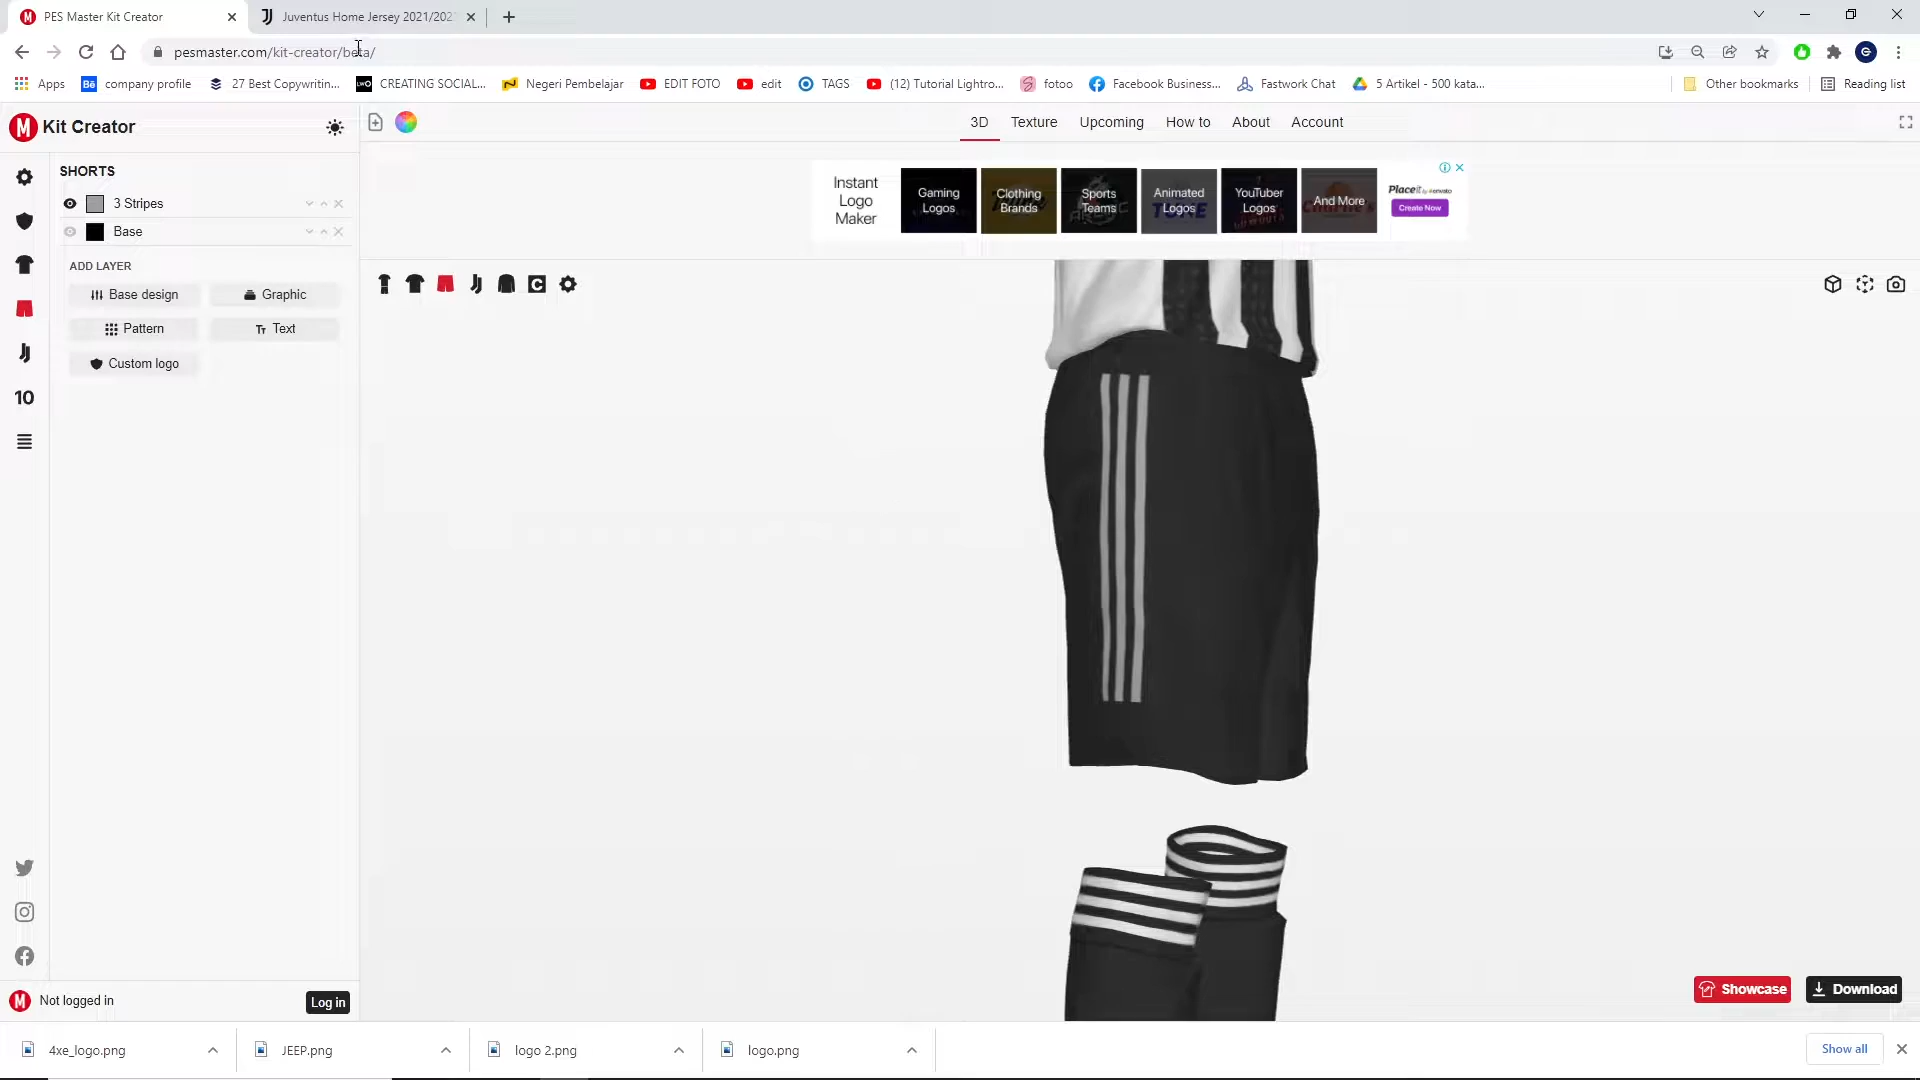 PES Master Kit Creator
Juventus Home Jersey 2021/202
pesmaster.com/kit-creator/beta/
Apps
Bē company profile
27 Best Copywritin...
LWO CREATING SOCIAL...
Negeri Pembelajar
EDIT FOTO
edit
TAGS
(12) Tutorial Lightro...
fotoo
Facebook Business...
Fastwork Chat
5 Artikel - 500 kata...
Other bookmarks
Reading list
M Kit Creator
3D
Texture
Upcoming
How to
About
Account
SHORTS
3 Stripes
Base
ADD LAYER
Base design
Graphic
Pattern
Text
Custom logo
10
Instant
Logo
Maker
Gaming
Logos
Clothing
Brands
Sports
Teams
Animated
Logos
YouTuber
Logos
And More
Placeit by envato
Create Now
C
Showcase
Download
M Not logged in
Log in
4xe_logo.png
JEEP.png
logo 2.png
logo.png
Show all